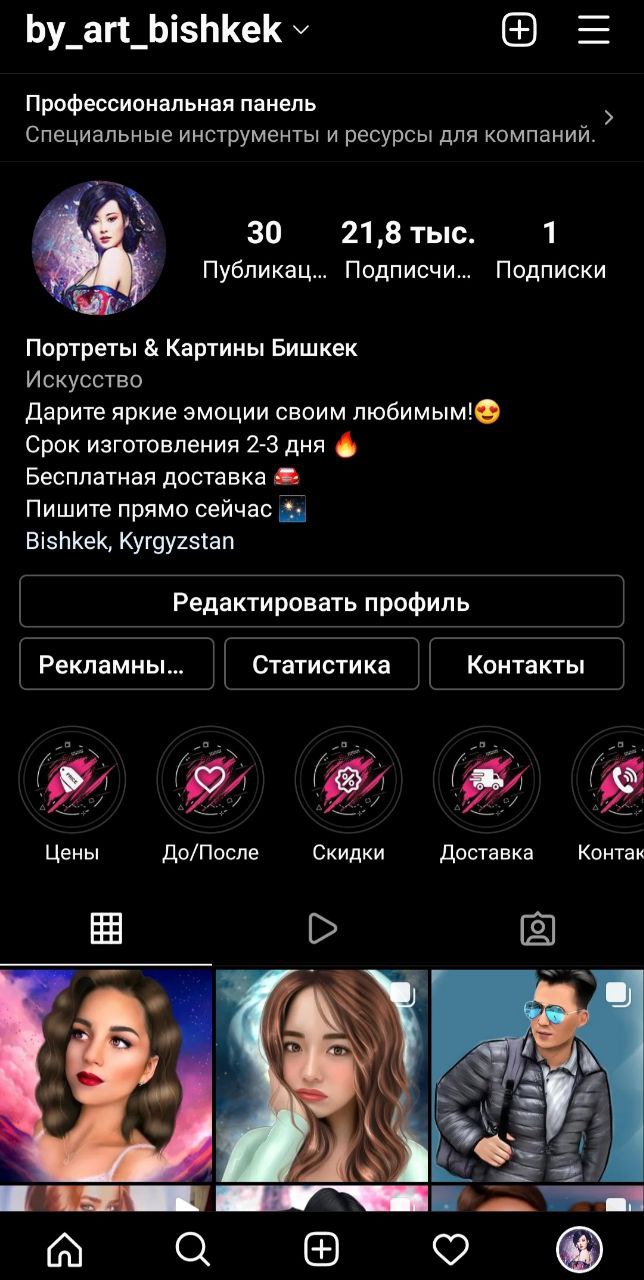 by_art_bishkek
Профессиональная панель
Специальные инструменты и ресурсы для компаний.
30 21,8 тыс. 1
Публикац... Подписчи... Подписки
Портреты & Картины Бишкек
Искусство
Дарите яркие эмоции своим любимым!😍
Срок изготовления 2-3 дня 🔥
Бесплатная доставка 🚘
Пишите прямо сейчас 🎇
Bishkek, Kyrgyzstan
Редактировать профиль
Рекламны... Статистика Контакты
PRICE %
Цены До/После Скидки Доставка Контак